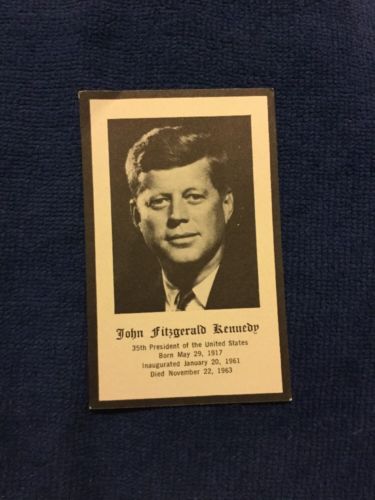 John Fitzgerald Kennedy
35th President of the United States
Born May 29, 1917
Inaugurated January 20, 1961
Died November 22, 1963